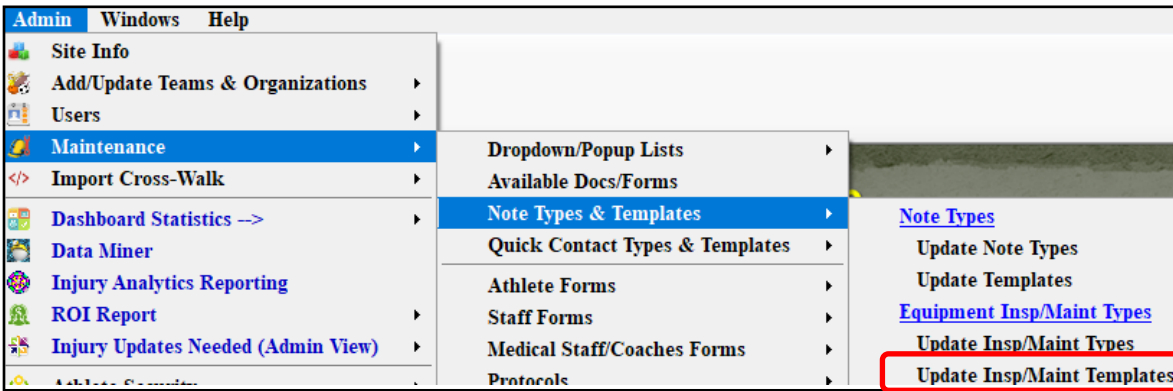 Admin Windows Help
Site Info
Add/Update Teams & Organizations
Users
Maintenance
Import Cross-Walk
Dashboard Statistics -->
Data Miner
Injury Analytics Reporting
ROI Report
Injury Updates Needed (Admin View)
Athlete Security
Dropdown/Popup Lists
Available Docs/Forms
Note Types & Templates
Quick Contact Types & Templates
Athlete Forms
Staff Forms
Medical Staff/Coaches Forms
Protocols
Note Types
Update Note Types
Update Templates
Equipment Insp/Maint Types
Update Insp/Maint Types
Update Insp/Maint Templates